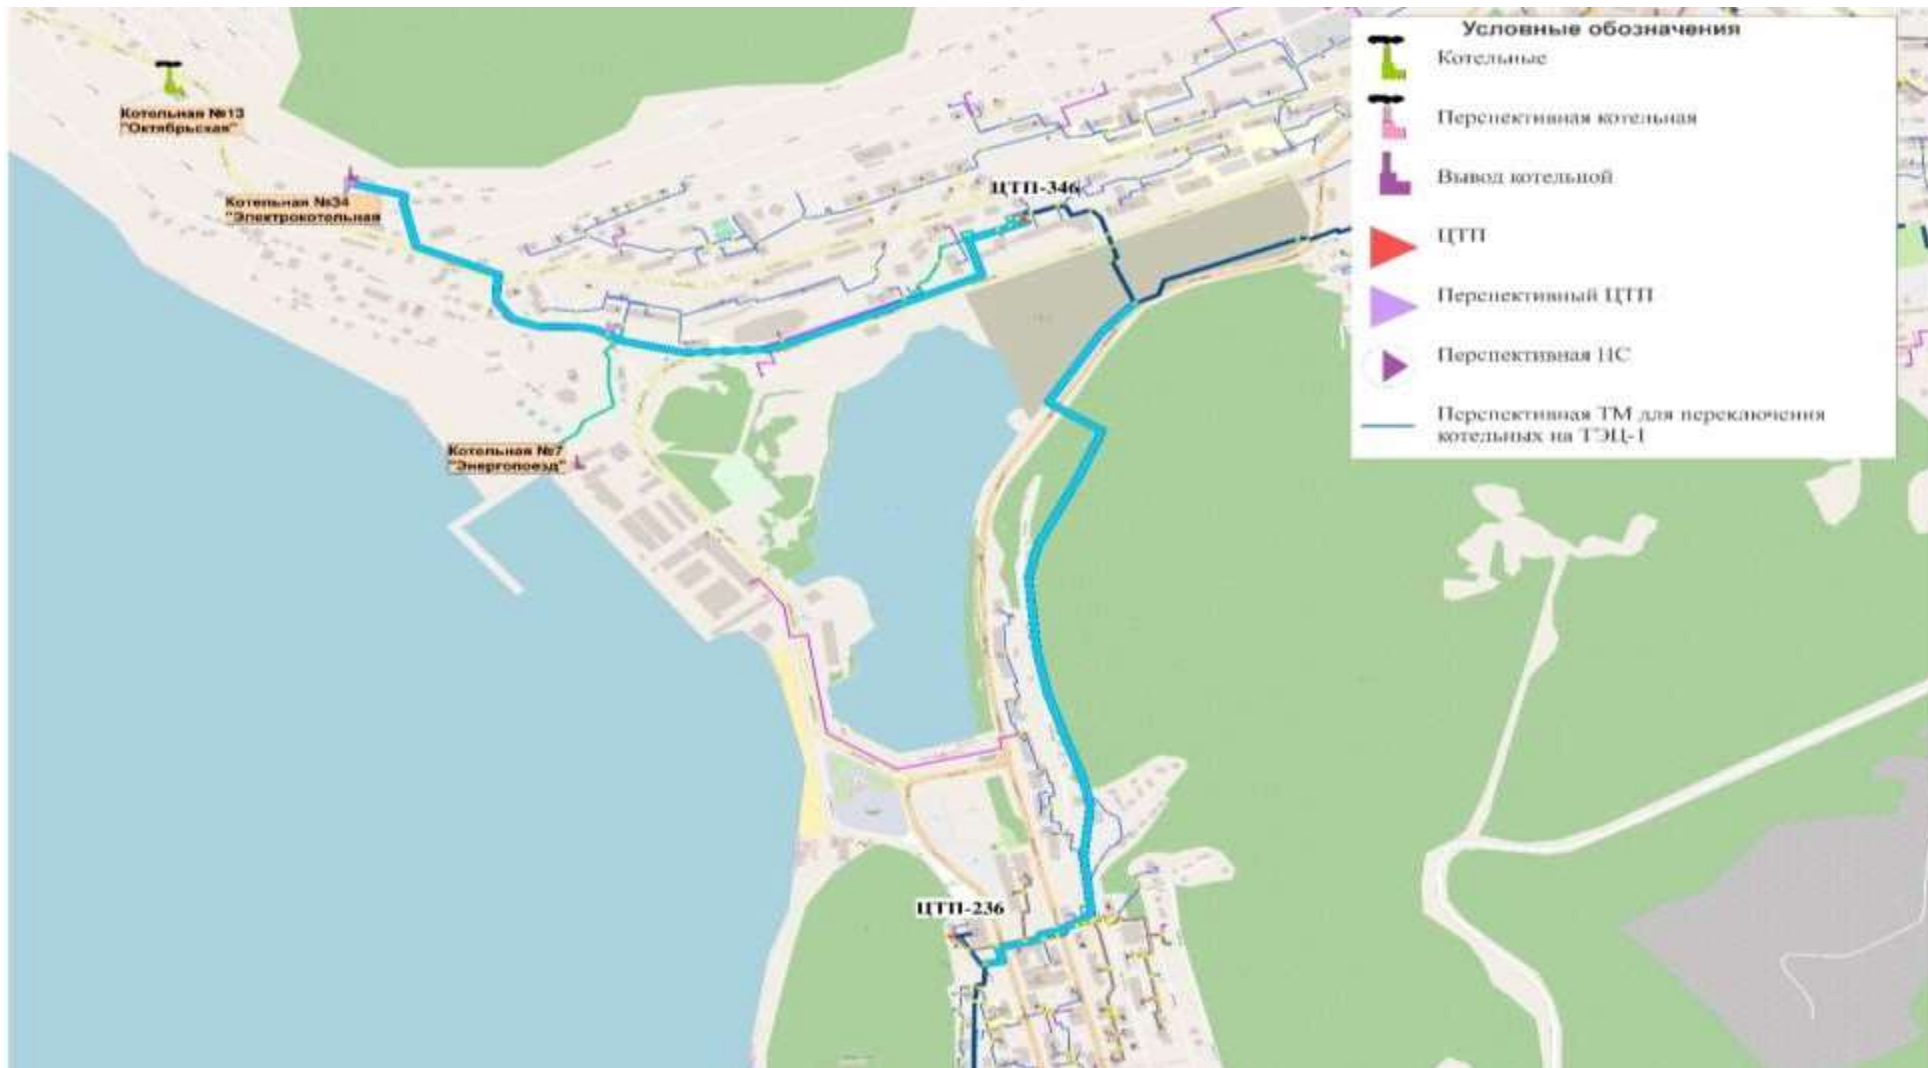 Условные обозначения
Котельные
Перспективная котельная
Вывод котельной
ЦТП
Перспективный ЦТП
Перспективная НС
Перспективная ТМ для переключения
котельных на ТЭЦ-1
Котельная №13
"Октябрьская"
Котельная №34
"Электрокотельная
ЦТП-346
Котельная №7
"Энергопоезд"
ЦТП-236